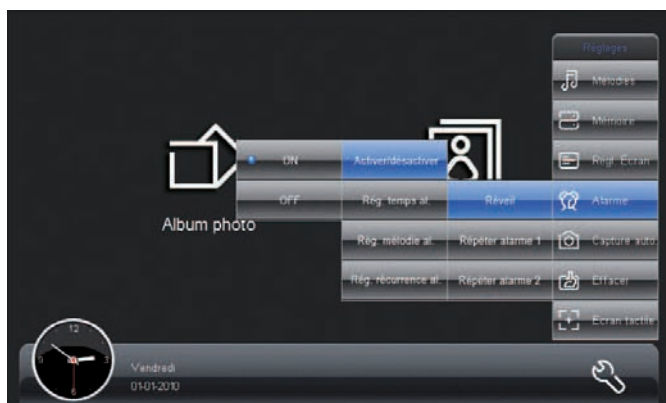 Réglages
Mélodies
Mémoire
Régl. Écran
Alarme
Capture auto
Effacer
Écran tactile
Réveil
Répéter alarme 1
Répéter alarme 2
Activer/désactiver
Rég. temps al.
Rég. mélodie al.
Rég. récurrence al.
ON
OFF
Album photo
12
3
6
9
Vendredi
01-01-2010